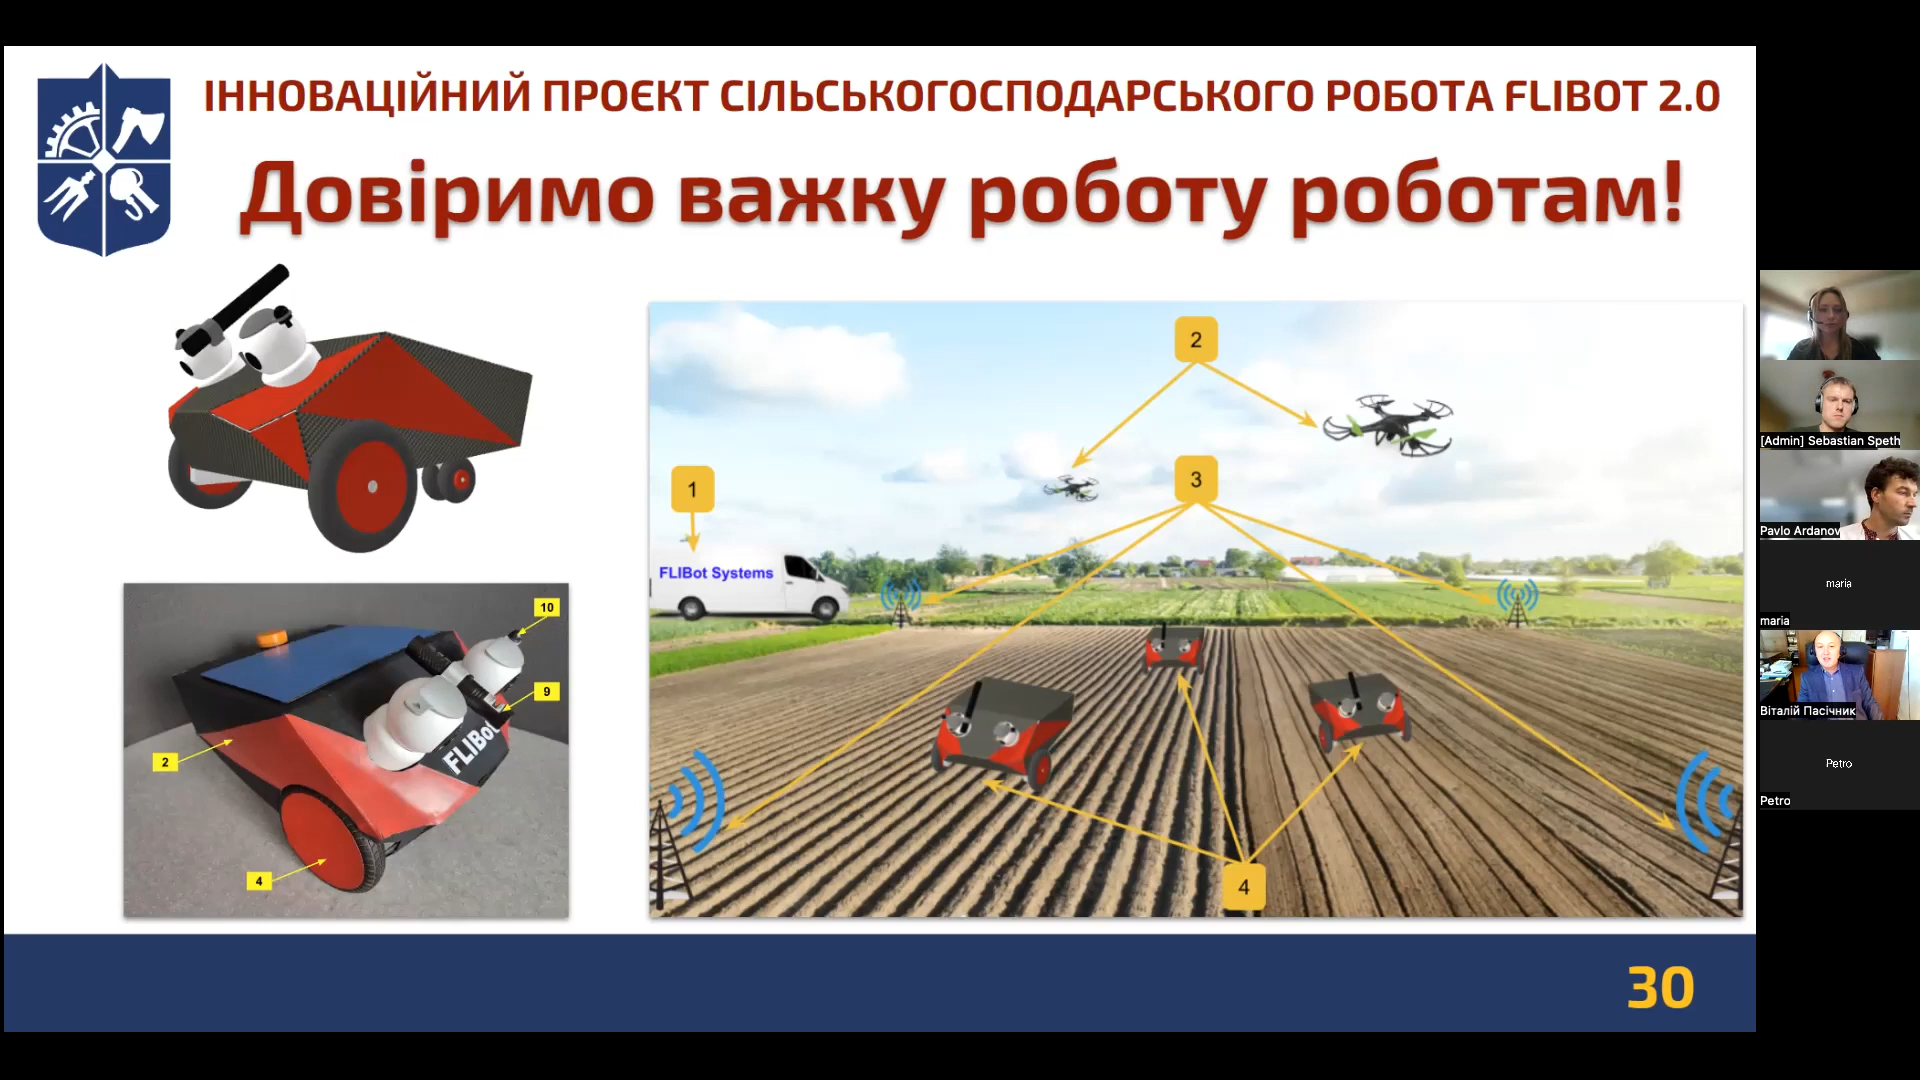 ІННОВАЦІЙНИЙ ПРОЄКТ СІЛЬСЬКОГОСПОДАРСЬКОГО РОБОТА FLIBOT 2.0
Довіримо важку роботу роботам!
1
2
3
4
FLIBot Systems
10
9
2
4
FLIBot
30
[Admin] Sebastian Speth
Pavlo Ardanov
maria
maria
Віталій Пасічник
Petro
Petro